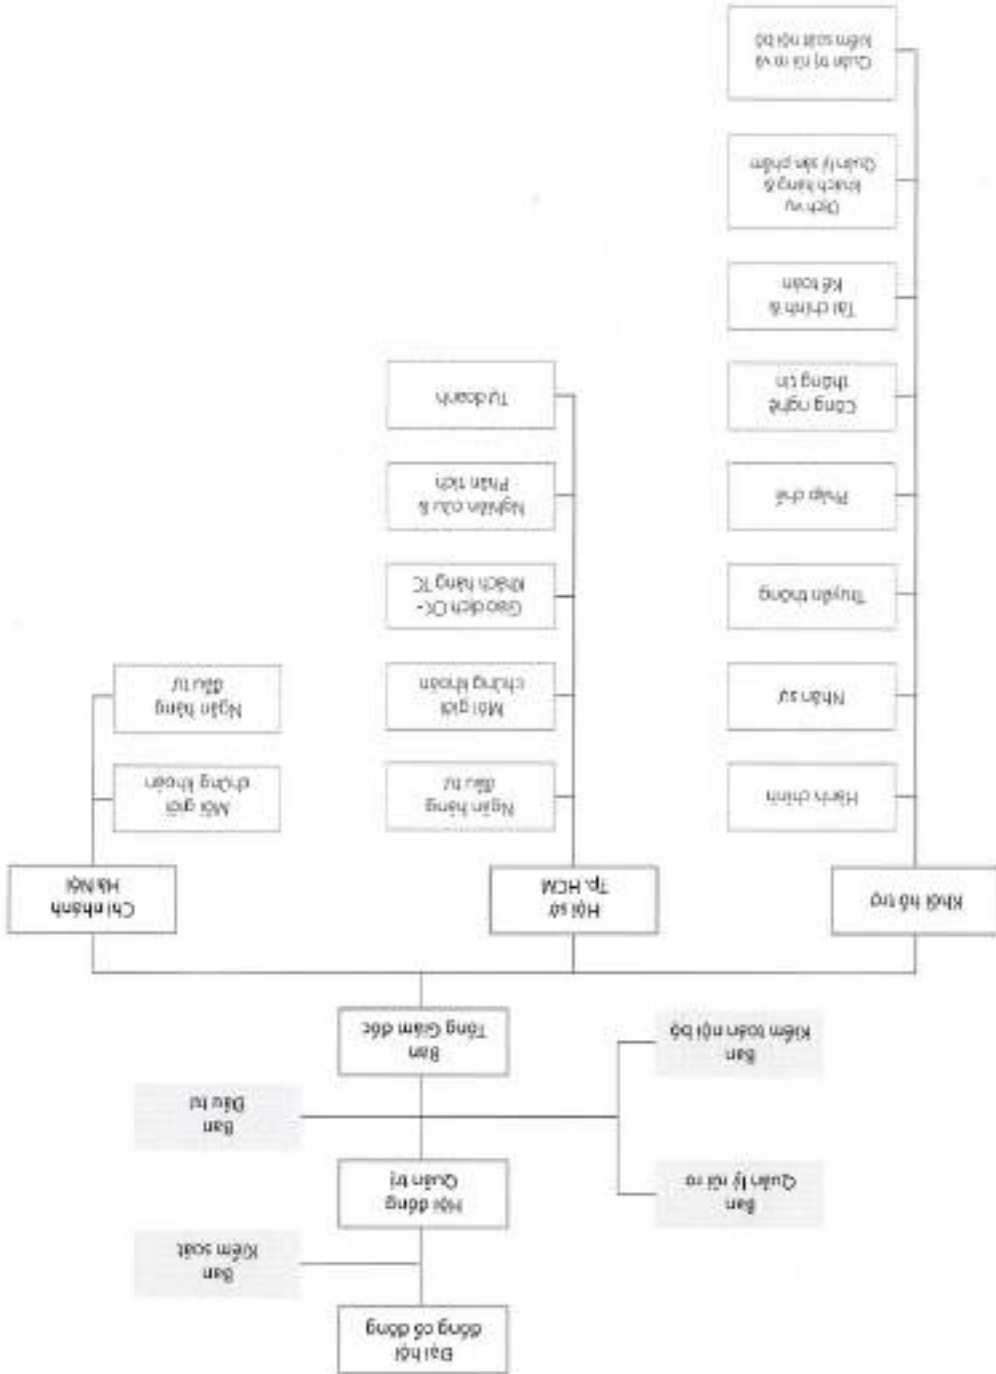 Đại hội
đồng cổ đông
Ban
Kiểm soát
Hội đồng
Quản trị
Ban
Quản lý rủi ro
Ban
Đầu tư
Ban
Kiểm toán nội bộ
Ban
Tổng Giám đốc
Khối hỗ trợ
Hội sở
Tp. HCM
Chi nhánh
Hà Nội
Hành chính
Nhân sự
Truyền thông
Pháp chế
Công nghệ
thông tin
Tài chính &
Kế toán
Dịch vụ
khách hàng &
Quản lý sản phẩm
Quản trị rủi ro và
kiểm soát nội bộ
Ngân hàng
đầu tư
Môi giới
chứng khoán
Giao dịch CK -
Khách hàng TC
Nghiên cứu &
Phân tích
Tự doanh
Môi giới
chứng khoán
Ngân hàng
đầu tư